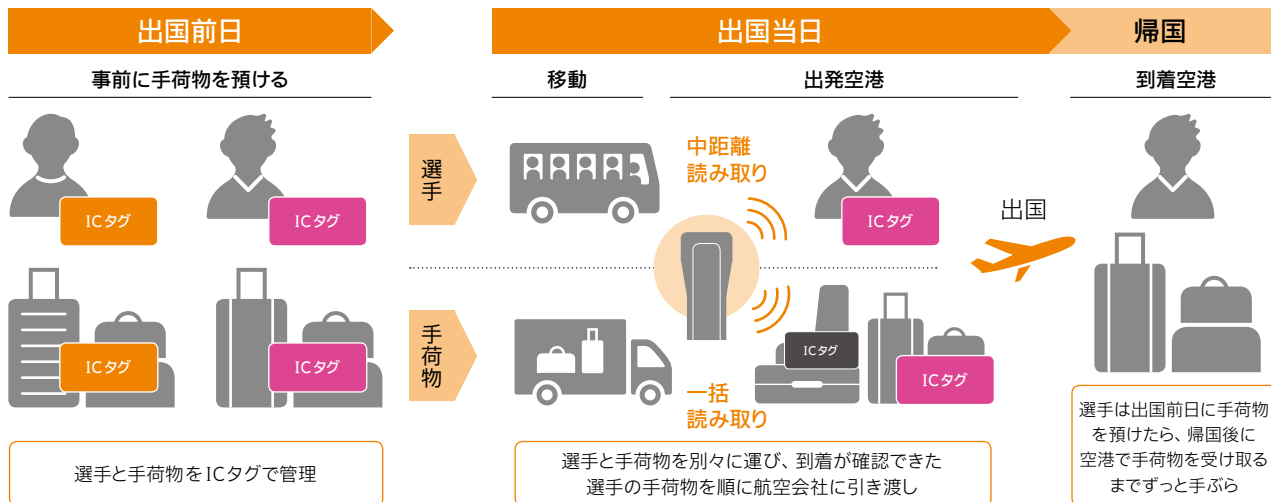 出国前日
事前に手荷物を預ける
ICタグ
ICタグ
ICタグ
ICタグ
選手と手荷物をICタグで管理
出国当日
移動
出発空港
選手
手荷物
中距離
読み取り
ICタグ
一括
読み取り
ICタグ
ICタグ
選手と手荷物を別々に運び、到着が確認できた
選手の手荷物を順に航空会社に引き渡し
出国
帰国
到着空港
選手は出国前日に手荷物
を預けたら、帰国後に
空港で手荷物を受け取る
までずっと手ぶら